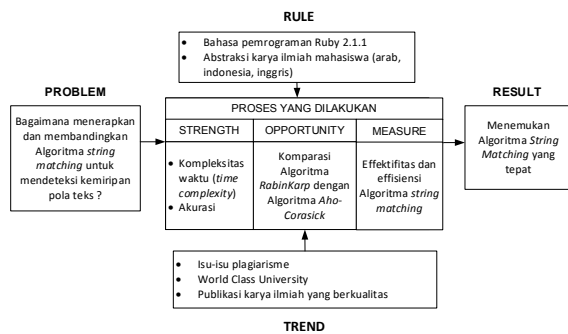 RULE
• Bahasa pemrograman Ruby 2.1.1
• Abstraksi karya ilmiah mahasiswa (arab,
indonesia, inggris)
PROBLEM
Bagaimana menerapkan
dan membandingkan
Algoritma string
matching untuk
mendeteksi kemiripan
pola teks ?
PROSES YANG DILAKUKAN
STRENGTH
• Kompleksitas
waktu (time
complexity)
• Akurasi
OPPORTUNITY
Komparasi
Algoritma
RabinKarp dengan
Algoritma Aho-
Corasick
MEASURE
Effektifitas dan
effisiensi
Algoritma string
matching
RESULT
Menemukan
Algoritma String
Matching yang
tepat
• Isu-isu plagiarisme
• World Class University
• Publikasi karya ilmiah yang berkualitas
TREND